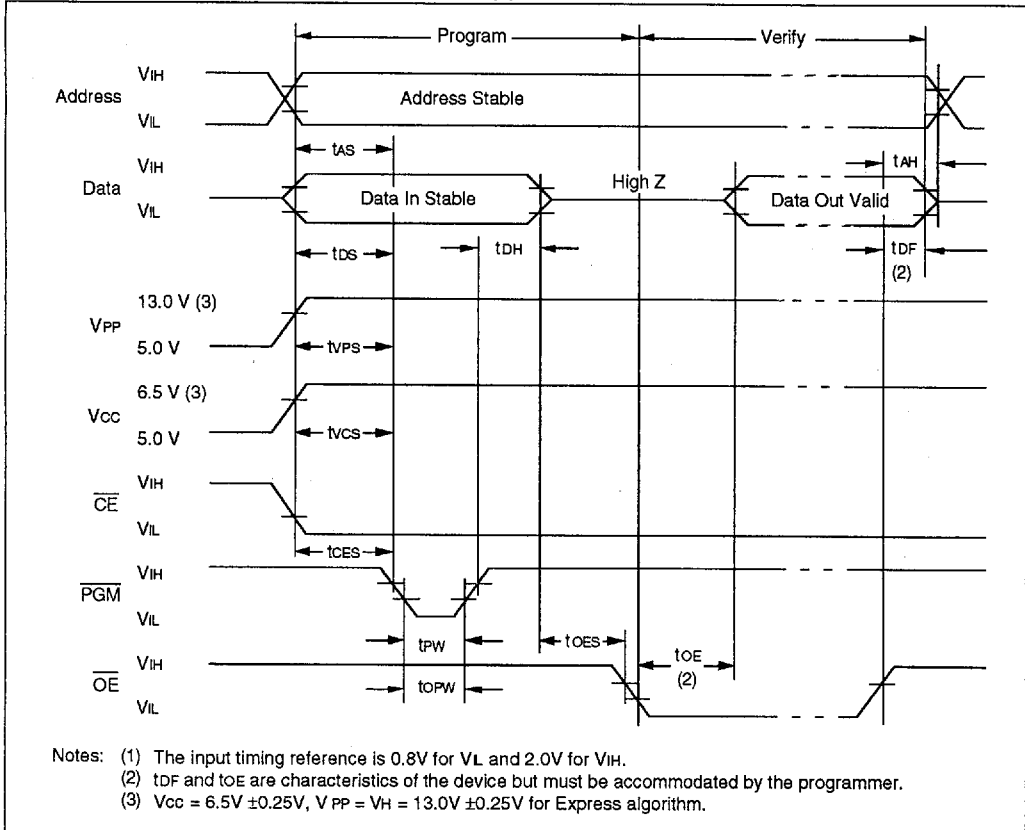 Program Verify
Address VIH
Address Stable
VIL
tAS
tAH
Data VIH
Data In Stable High Z Data Out Valid
VIL
tDS tDH tDF
(2)
VPP 13.0 V (3)
tVPS
5.0 V
VCC 6.5 V (3)
tVCS
5.0 V
CE VIH
VIL
tCES
PGM VIH
VIL
tPW tOES tOE
(2)
OE VIH
tOPW
VIL
Notes: (1) The input timing reference is 0.8V for VL and 2.0V for VIH.
(2) tDF and tOE are characteristics of the device but must be accommodated by the programmer.
(3) Vcc = 6.5V ±0.25V, V PP = VH = 13.0V ±0.25V for Express algorithm.